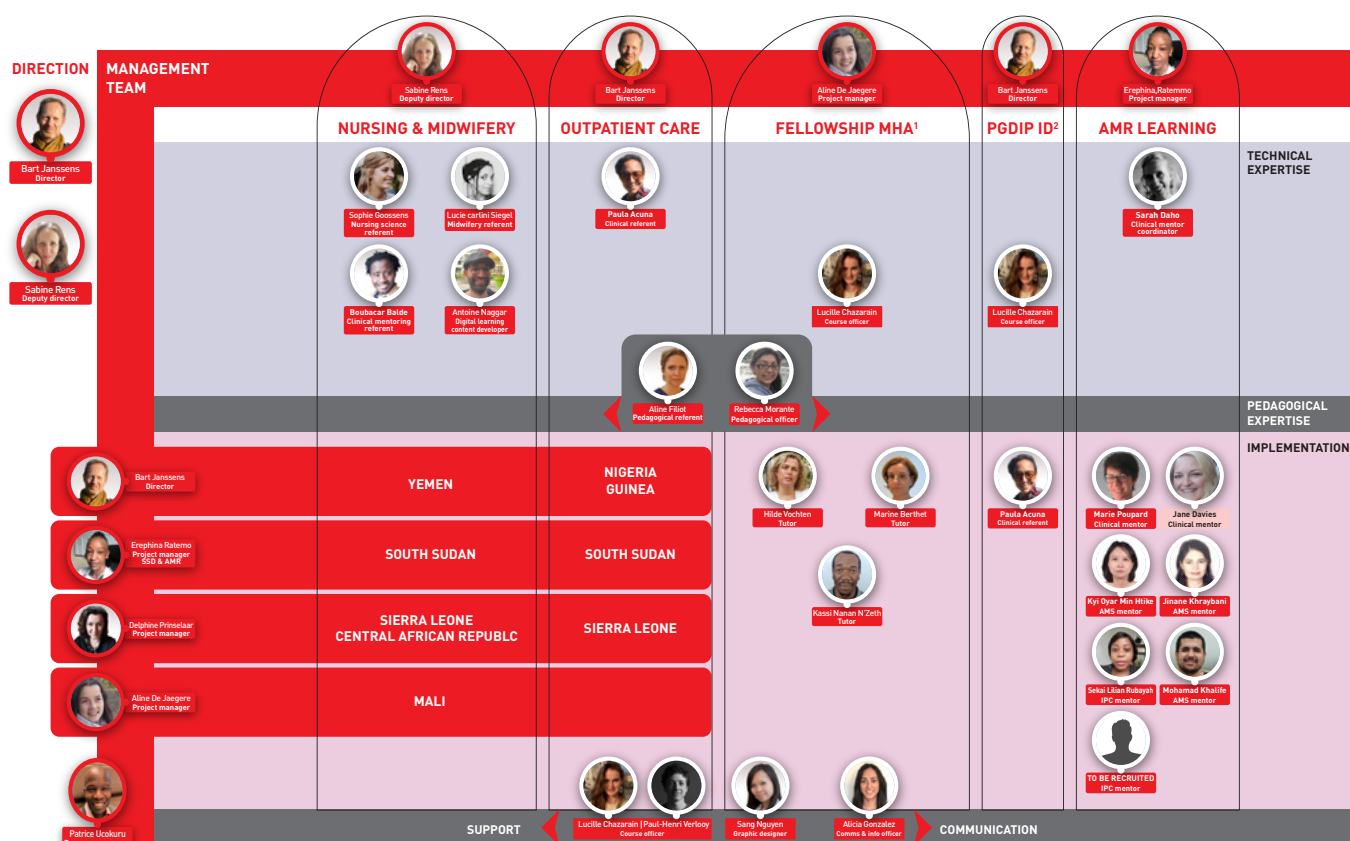 DIRECTION
MANAGEMENT
TEAM
Bart Janssens
Director
Sabine Rens
Deputy director
Sabine Rens
Deputy director
Bart Janssens
Director
Aline De Jaegere
Project manager
Bart Janssens
Director
Erephina,Ratemmo
Project manager
NURSING & MIDWIFERY
OUTPATIENT CARE
FELLOWSHIP MHA¹
PGDIP ID²
AMR LEARNING
TECHNICAL
EXPERTISE
Sophie Goossens
Nursing science
referent
Lucie carlini Siegel
Midwifery referent
Paula Acuna
Clinical referent
Sarah Daho
Clinical mentor
coordinator
Boubacar Balde
Clinical mentoring
referent
Antoine Naggar
Digital learning
content developer
Lucille Chazarain
Course officer
Lucille Chazarain
Course officer
Aline Filiot
Pedagogical referent
Rebecca Morante
Pedagogical officer
PEDAGOGICAL
EXPERTISE
IMPLEMENTATION
Bart Janssens
Director
YEMEN
NIGERIA
GUINEA
Erephina Ratemo
Project manager
SSD & AMR
SOUTH SUDAN
SOUTH SUDAN
Delphine Prinselaar
Project manager
SIERRA LEONE
CENTRAL AFRICAN REPUBLC
SIERRA LEONE
Aline De Jaegere
Project manager
MALI
Hilde Vochten
Tutor
Marine Berthet
Tutor
Kassi Nanan N'Zeth
Tutor
Paula Acuna
Clinical referent
Marie Poupard
Clinical mentor
Jane Davies
Clinical mentor
Kyi Oyar Min Htike
AMS mentor
Jinane Khraybani
AMS mentor
Sekai Lilian Rubayah
IPC mentor
Mohamad Khalife
AMS mentor
TO BE RECRUITED
IPC mentor
Patrice Ucokuru
SUPPORT
Lucille Chazarain | Paul-Henri Verlooy
Course officer
Sang Nguyen
Graphic designer
Alicia Gonzalez
Comms & info officer
COMMUNICATION